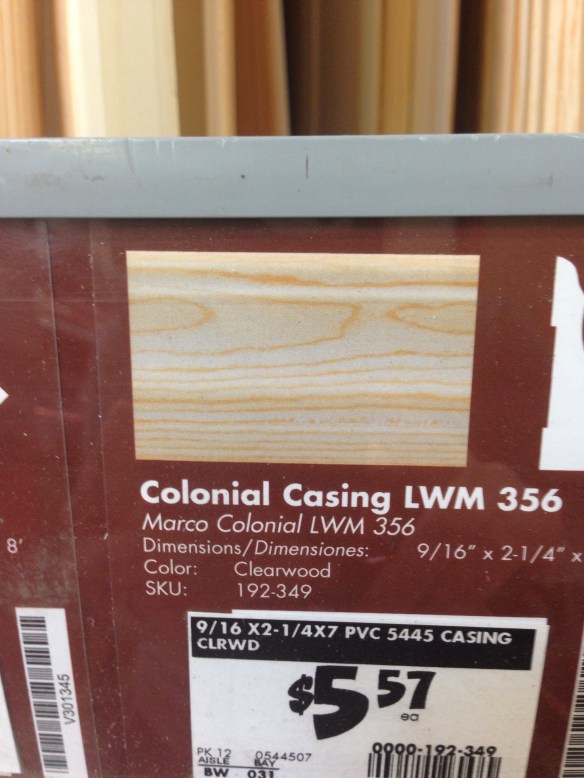 Colonial Casing LWM 356
Marco Colonial LWM 356
Dimensions/Dimensiones: 9/16" x 2-1/4" x
Color: Clearwood
SKU: 192-349
8'
9/16 X2-1/4X7 PVC 5445 CASING
CLRWD
$5 57
ea
PK 12 0544507
AISLE BAY
BW 031
0000-192-349
V301345